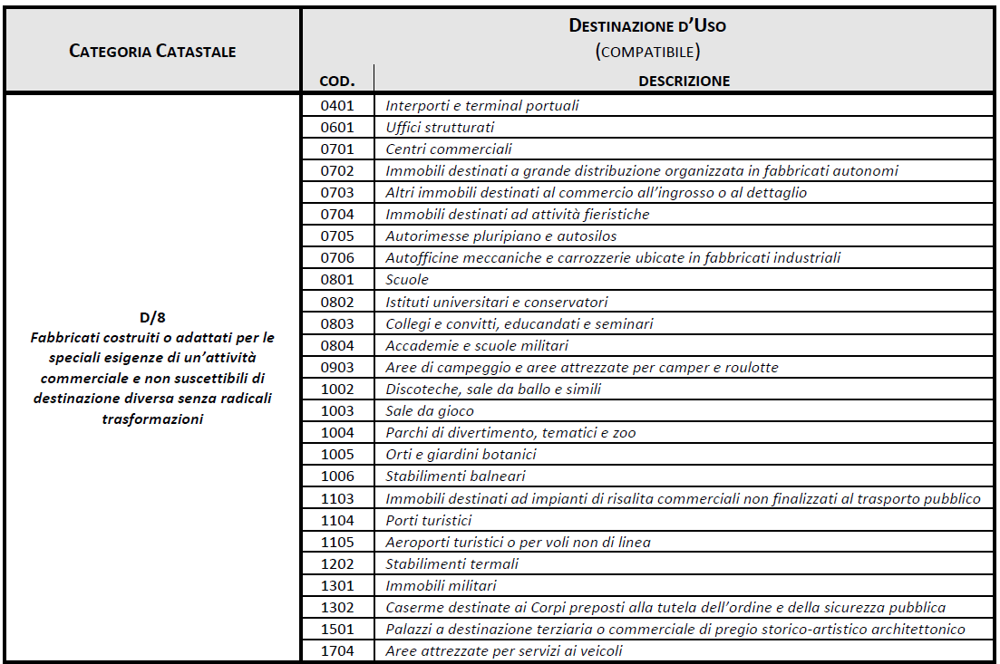 CATEGORIA CATASTALE
DESTINAZIONE D'USO
(COMPATIBILE)
COD.
DESCRIZIONE
D/8
Fabbricati costruiti o adattati per le
speciali esigenze di un'attività
commerciale e non suscettibili di
destinazione diversa senza radicali
trasformazioni
0401 Interporti e terminal portuali
0601 Uffici strutturati
0701 Centri commerciali
0702 Immobili destinati a grande distribuzione organizzata in fabbricati autonomi
0703 Altri immobili destinati al commercio all'ingrosso o al dettaglio
0704 Immobili destinati ad attività fieristiche
0705 Autorimesse pluripiano e autosilos
0706 Autofficine meccaniche e carrozzerie ubicate in fabbricati industriali
0801 Scuole
0802 Istituti universitari e conservatori
0803 Collegi e convitti, educandati e seminari
0804 Accademie e scuole militari
0903 Aree di campeggio e aree attrezzate per camper e roulotte
1002 Discoteche, sale da ballo e simili
1003 Sale da gioco
1004 Parchi di divertimento, tematici e zoo
1005 Orti e giardini botanici
1006 Stabilimenti balneari
1103 Immobili destinati ad impianti di risalita commerciali non finalizzati al trasporto pubblico
1104 Porti turistici
1105 Aeroporti turistici o per voli non di linea
1202 Stabilimenti termali
1301 Immobili militari
1302 Caserme destinate ai Corpi preposti alla tutela dell'ordine e della sicurezza pubblica
1501 Palazzi a destinazione terziaria o commerciale di pregio storico-artistico architettonico
1704 Aree attrezzate per servizi ai veicoli